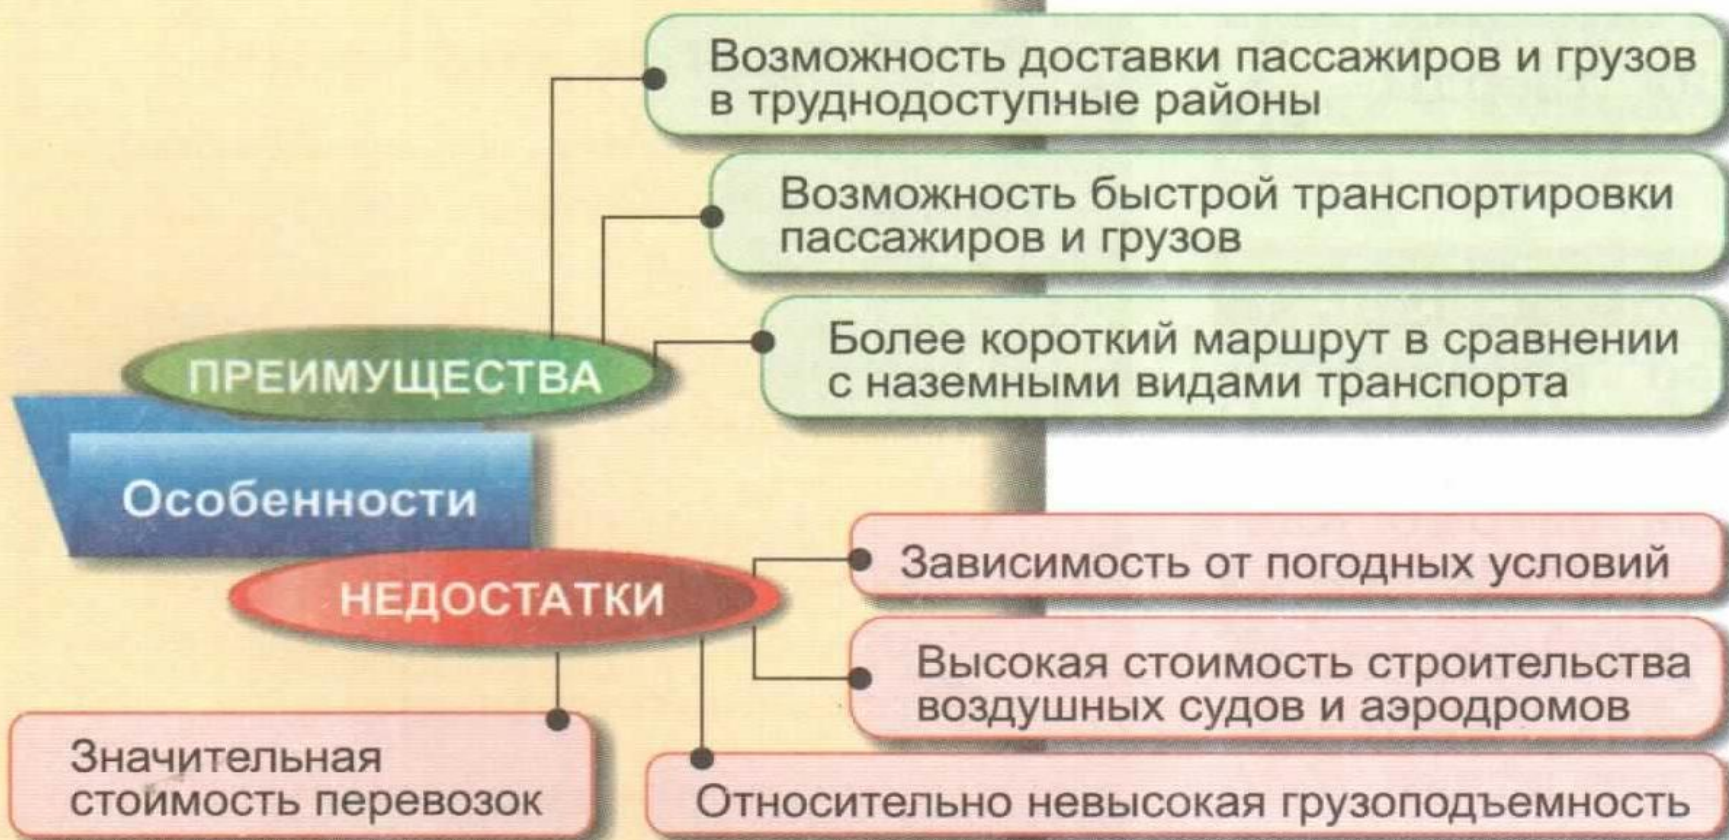 Возможность доставки пассажиров и грузов
в труднодоступные районы
Возможность быстрой транспортировки
пассажиров и грузов
Более короткий маршрут в сравнении
с наземными видами транспорта
ПРЕИМУЩЕСТВА
Особенности
НЕДОСТАТКИ
Зависимость от погодных условий
Высокая стоимость строительства
воздушных судов и аэродромов
Значительная
стоимость перевозок
Относительно невысокая грузоподъемность